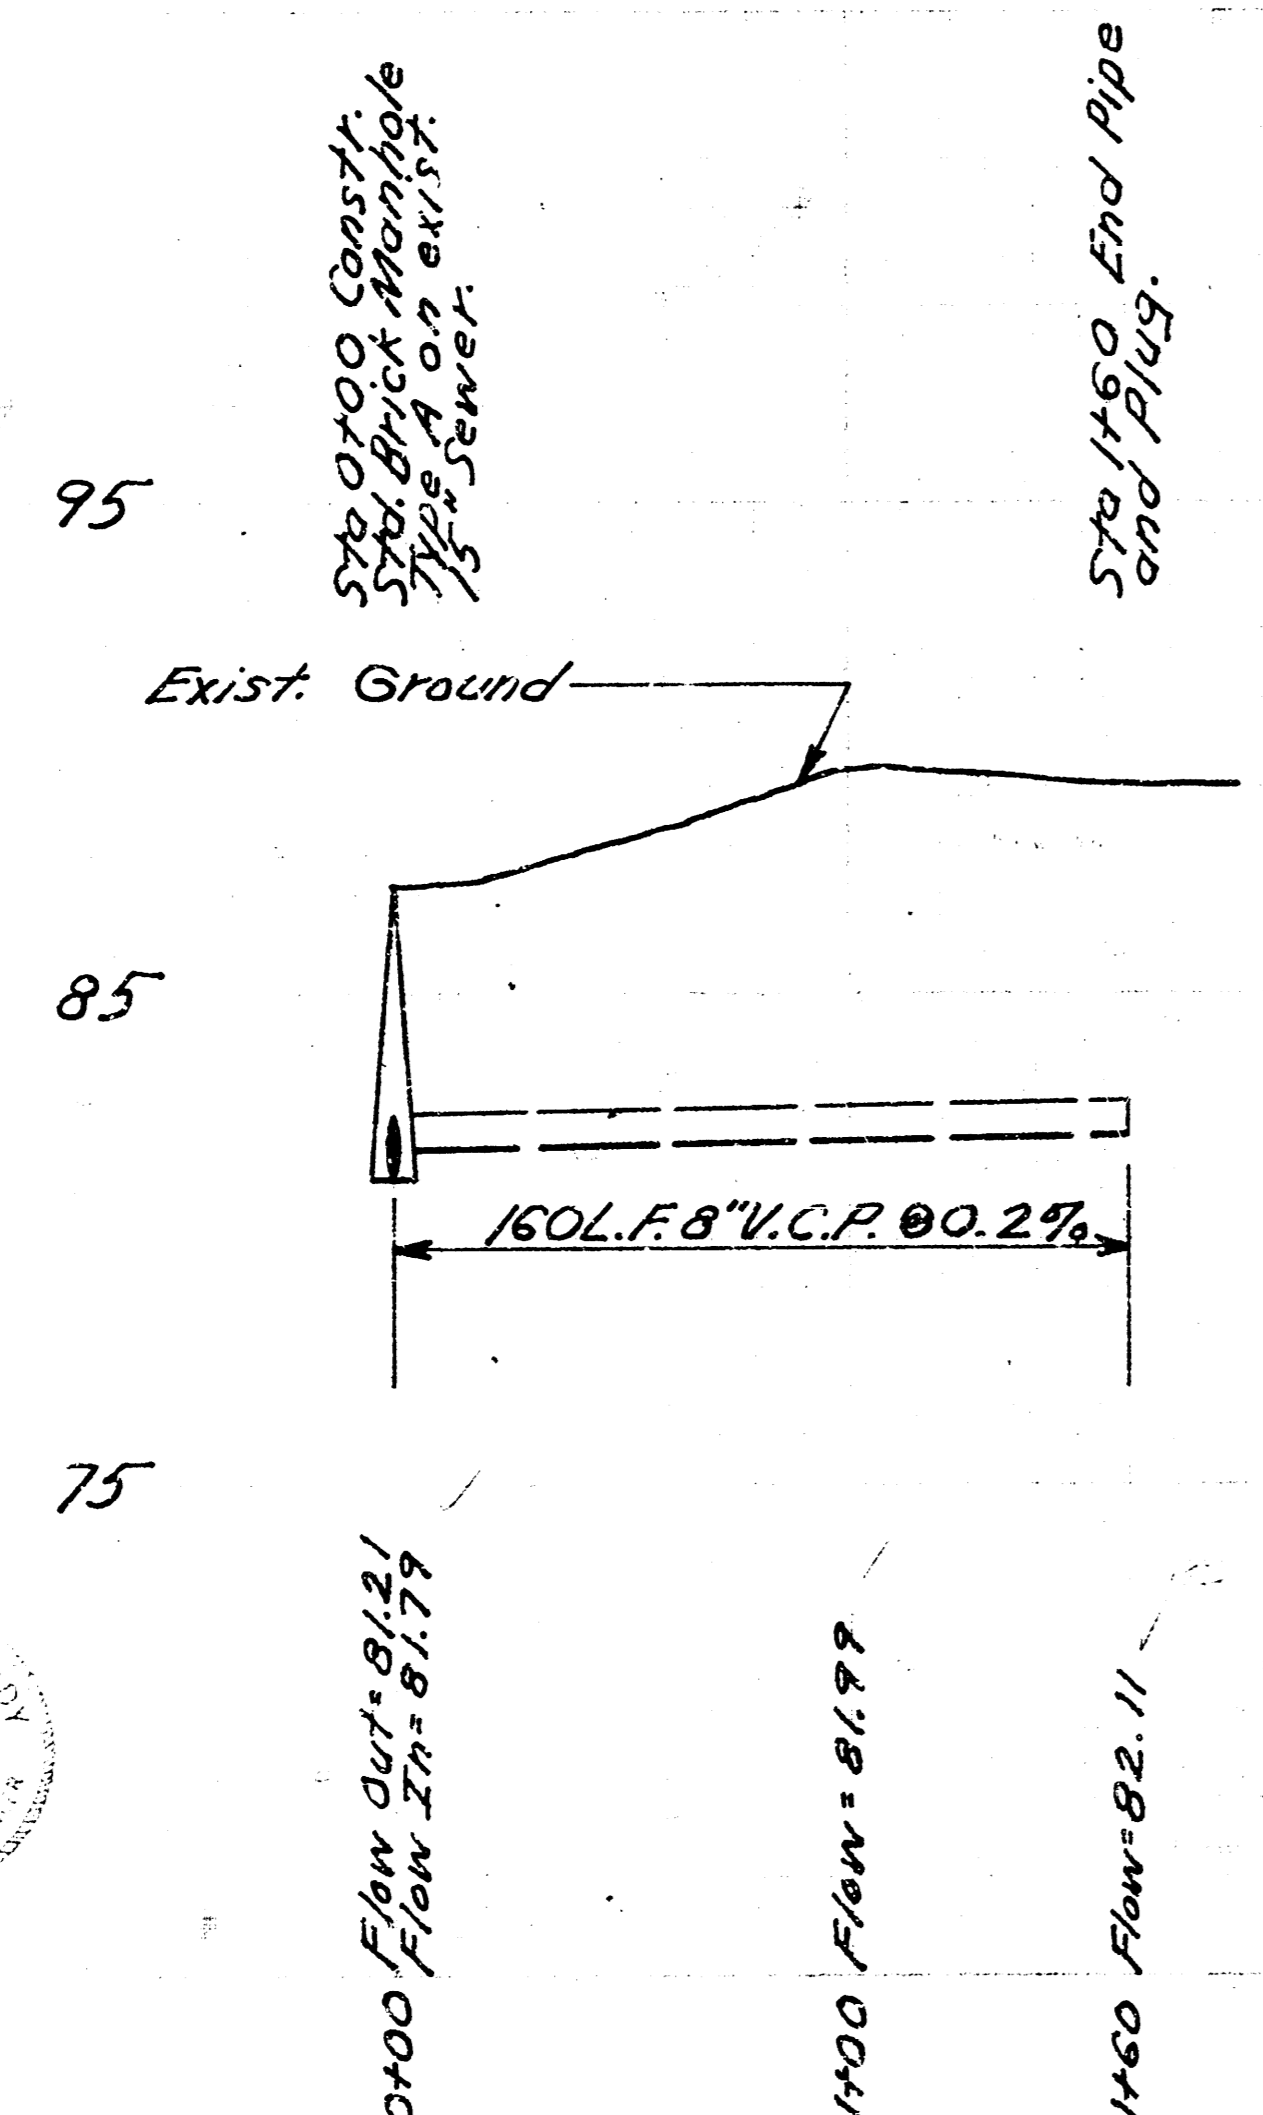 Sta 0+00 Constr.
Std. Brick Manhole
Type A on exist.
15" Sewer.
Sta 1+60 End Pipe
and Plug.
95
Exist. Ground
85
160L.F. 8" V.C.P. @ 0.2%
75
Flow Out = 81.21
Flow In = 81.79
Flow = 81.99
Flow = 82.11
0+00
1+00
1+60